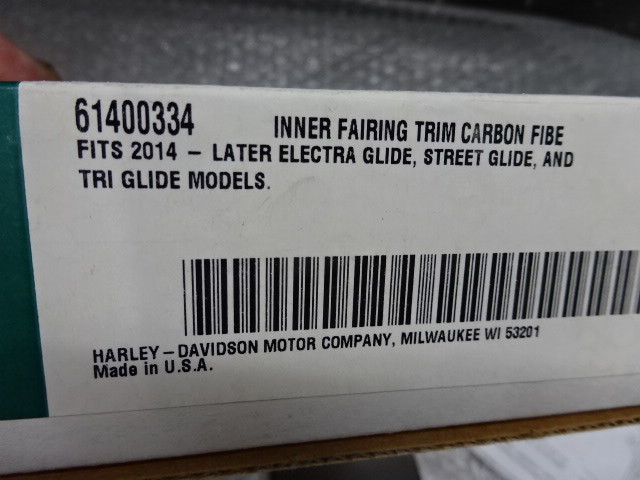 61400334 INNER FAIRING TRIM CARBON FIBE
FITS 2014 - LATER ELECTRA GLIDE, STREET GLIDE, AND
TRI GLIDE MODELS.
HARLEY-DAVIDSON MOTOR COMPANY, MILWAUKEE WI 53201
Made in U.S.A.